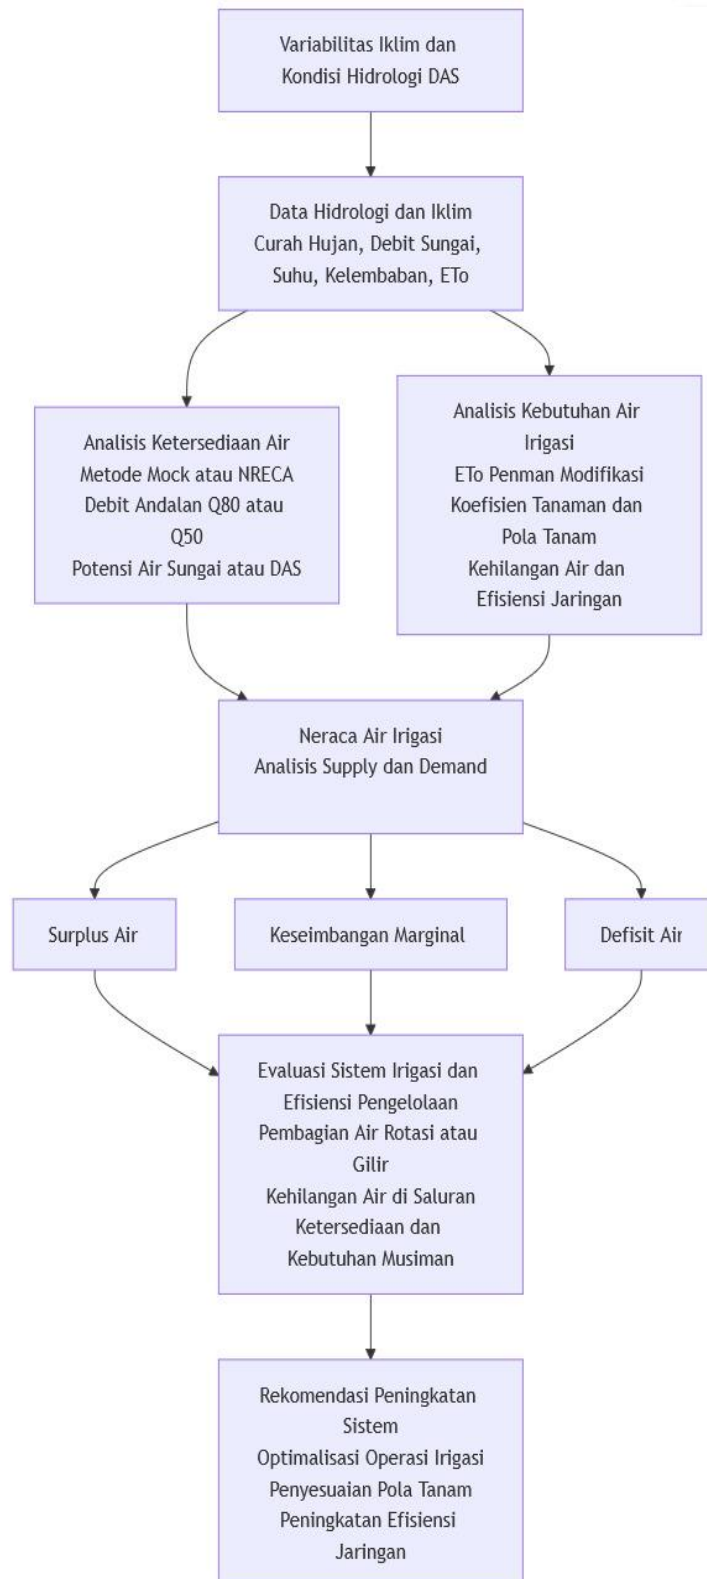 Variabilitas Iklim dan
Kondisi Hidrologi DAS
Data Hidrologi dan Iklim
Curah Hujan, Debit Sungai,
Suhu, Kelembaban, ETo
Analisis Ketersediaan Air
Metode Mock atau NRECA
Debit Andalan Q80 atau
Q50
Potensi Air Sungai atau DAS
Analisis Kebutuhan Air
Irigasi
ETo Penman Modifikasi
Koefisien Tanaman dan
Pola Tanam
Kehilangan Air dan
Efisiensi Jaringan
Neraca Air Irigasi
Analisis Supply dan Demand
Surplus Air
Keseimbangan Marginal
Defisit Air
Evaluasi Sistem Irigasi dan
Efisiensi Pengelolaan
Pembagian Air Rotasi atau
Gilir
Kehilangan Air di Saluran
Ketersediaan dan
Kebutuhan Musiman
Rekomendasi Peningkatan
Sistem
Optimalisasi Operasi Irigasi
Penyesuaian Pola Tanam
Peningkatan Efisiensi
Jaringan